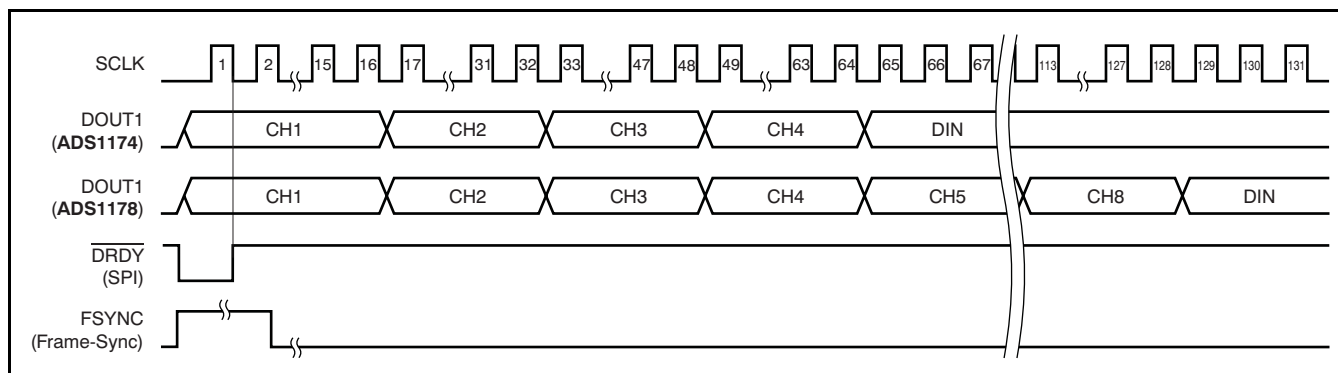 SCLK 1 2 15 16 17 31 32 33 47 48 49 63 64 65 66 67 113 127 128 129 130 131
DOUT1
(ADS1174) CH1 CH2 CH3 CH4 DIN
DOUT1
(ADS1178) CH1 CH2 CH3 CH4 CH5 CH8 DIN
DRDY
(SPI)
FSYNC
(Frame-Sync)